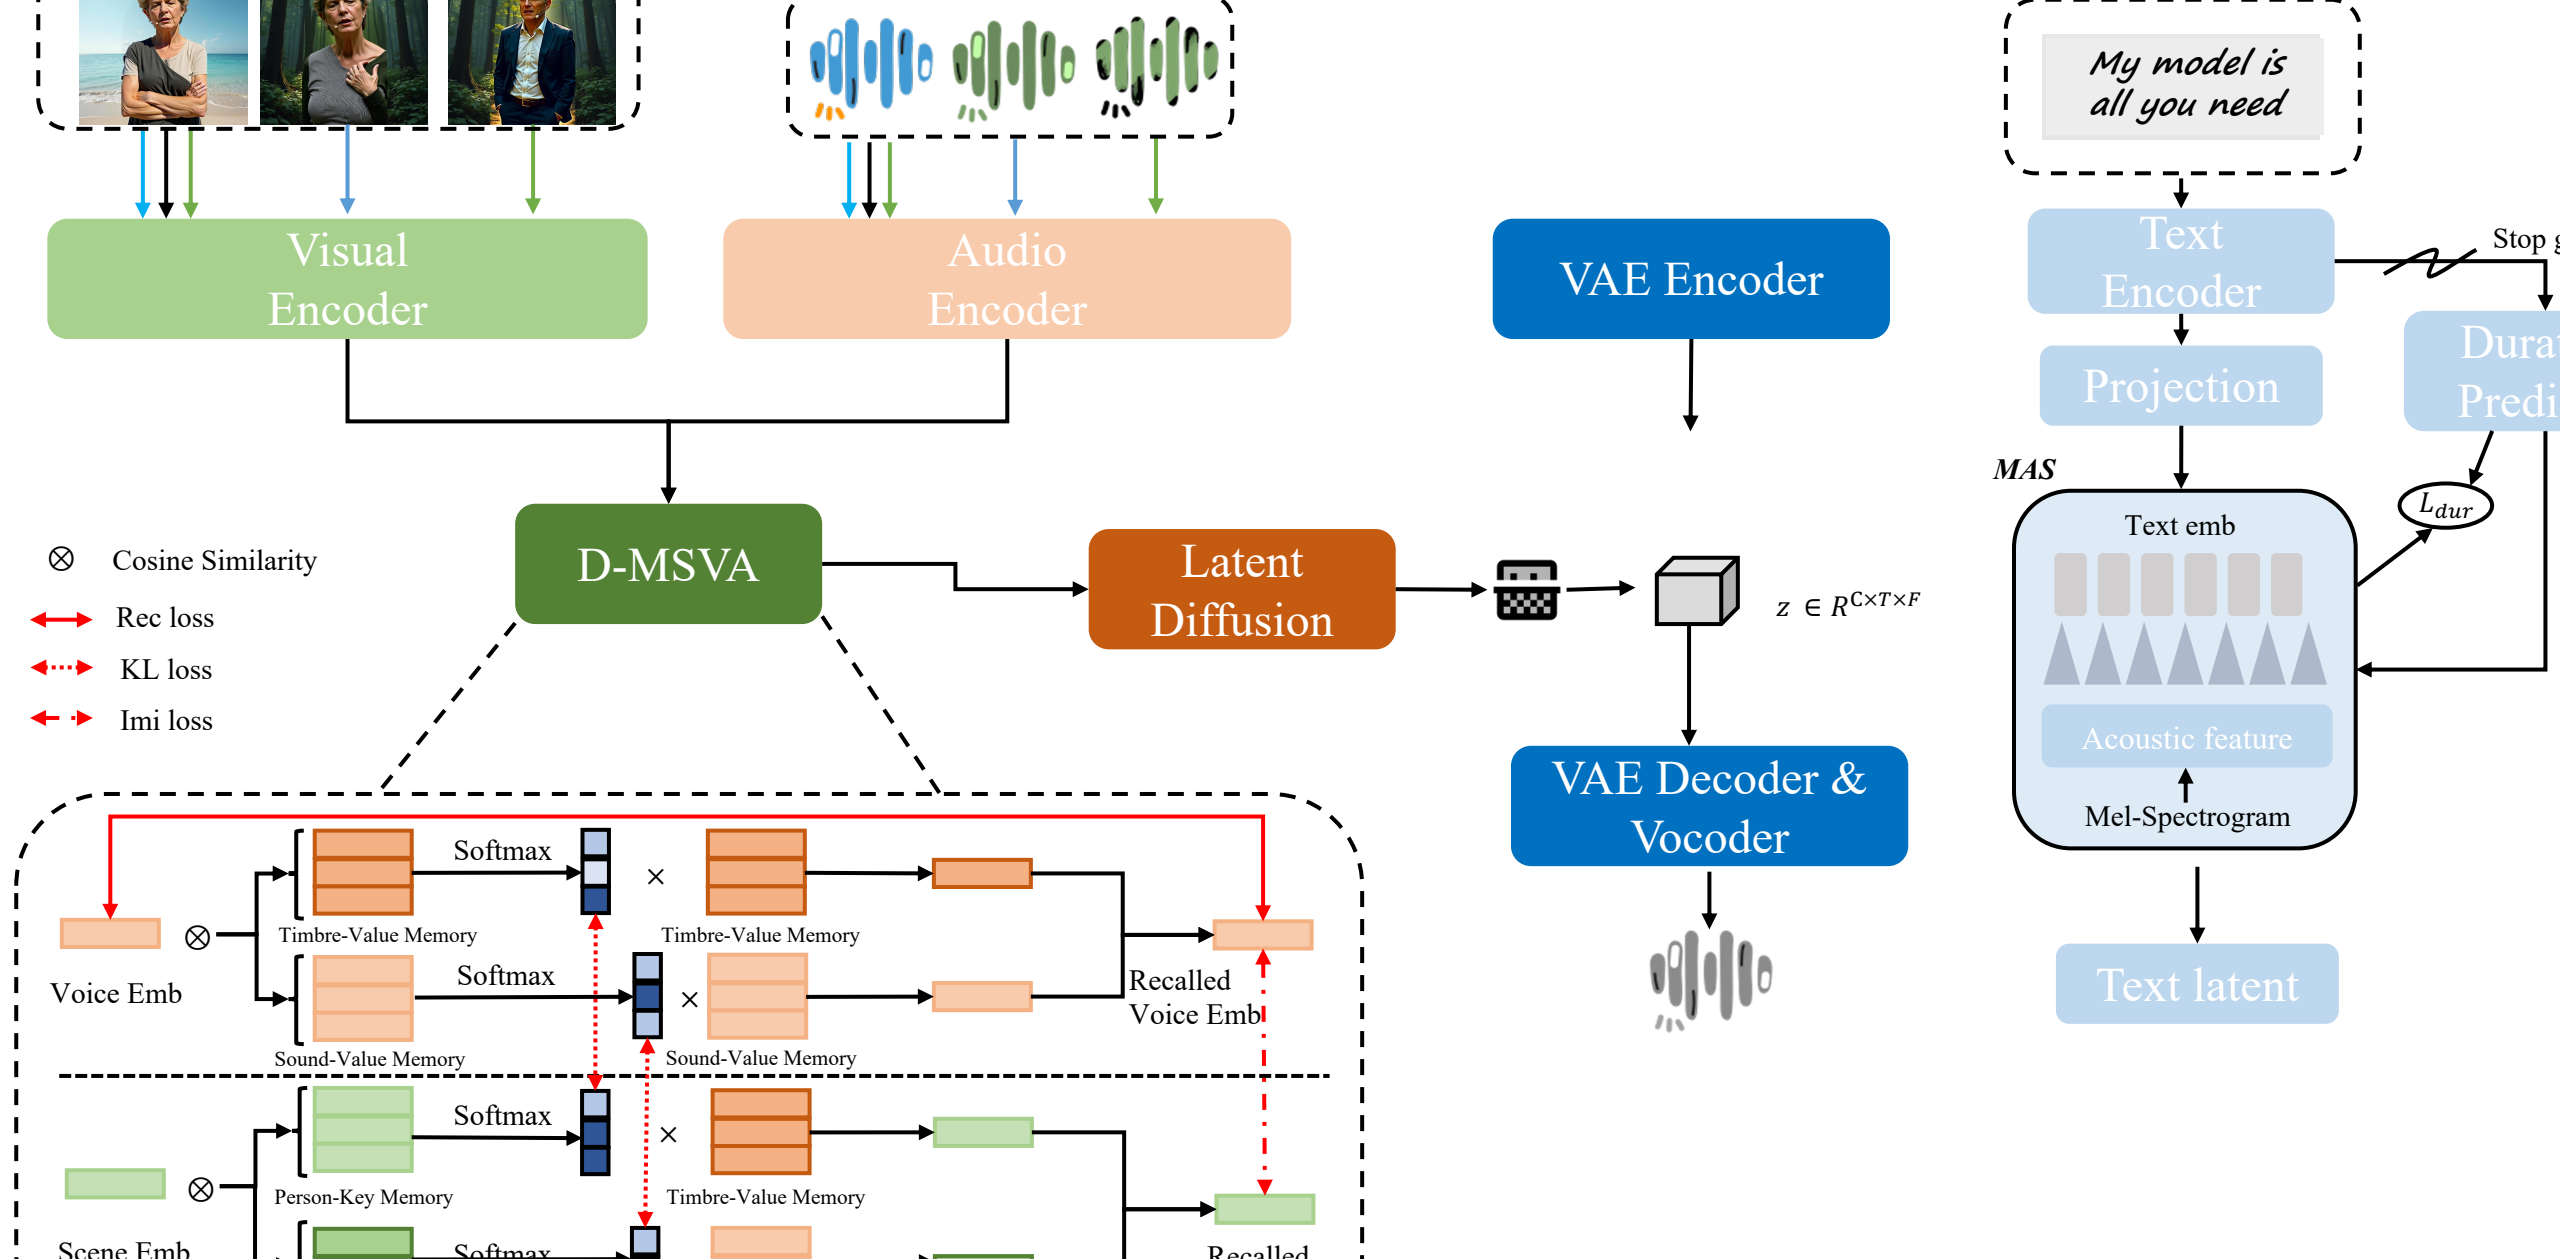 My model is
all you need
Visual
Encoder
Audio
Encoder
VAE Encoder
Text
Encoder
Stop
Projection
MAS
L_dur
Text emb
Acoustic feature
Mel-Spectrogram
Text latent
D-MSVA
Latent
Diffusion
z ∈ R^{C×T×F}
VAE Decoder &
Vocoder
⊗ Cosine Similarity
Rec loss
KL loss
Imi loss
Softmax
×
Timbre-Value Memory
Timbre-Value Memory
⊗
Voice Emb
Softmax
×
Recalled
Voice Emb
Sound-Value Memory
Sound-Value Memory
Softmax
×
⊗
Person-Key Memory
Timbre-Value Memory
Scene Emb
Softmax
Recalled